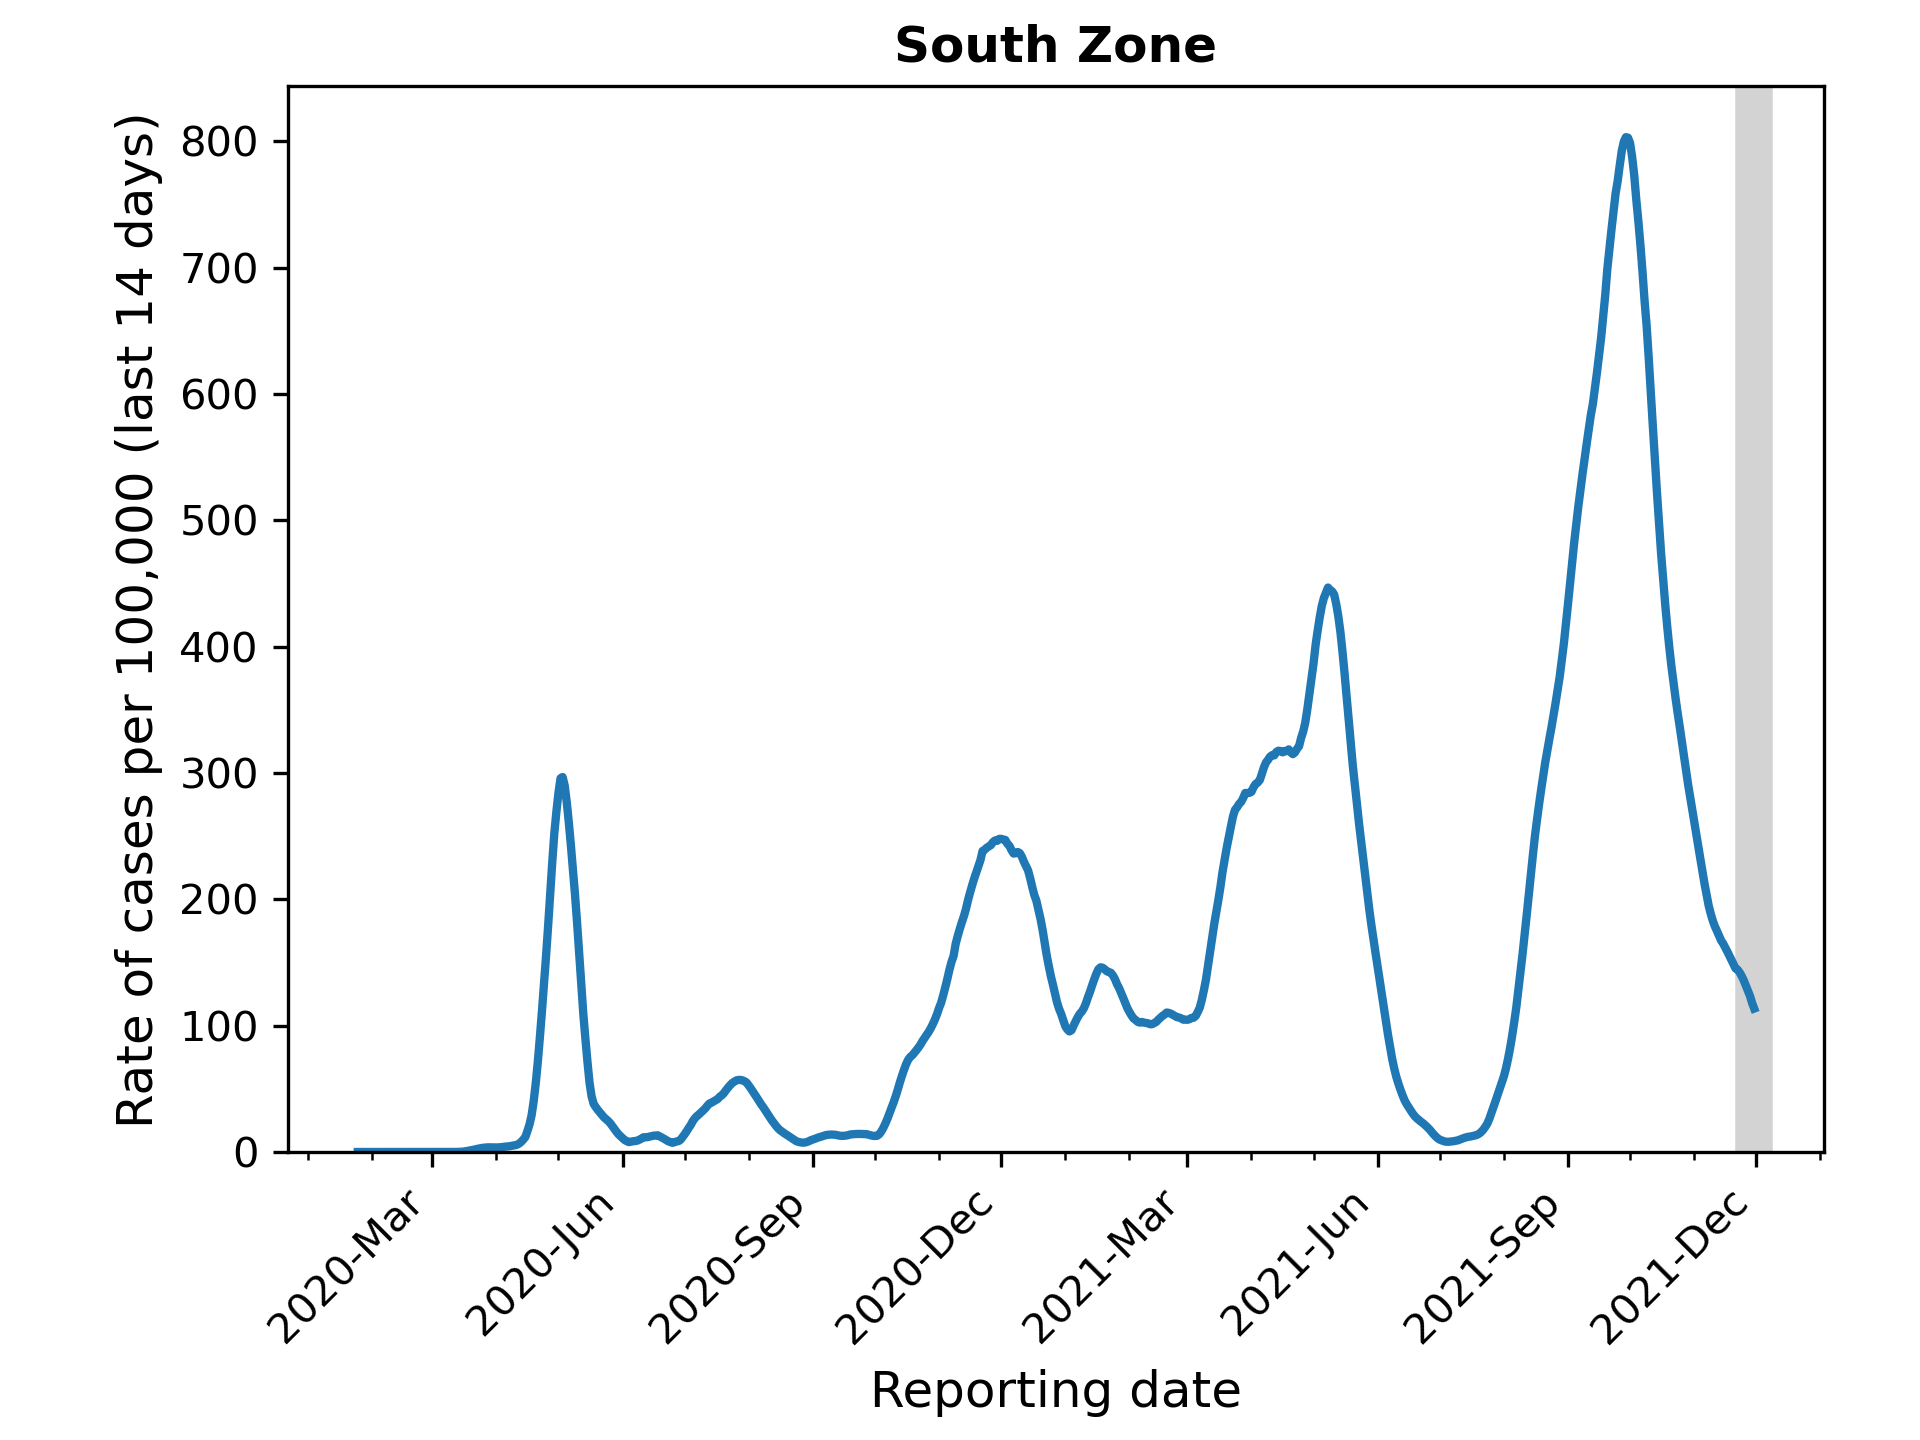 South Zone
Rate of cases per 100,000 (last 14 days)
800
700
600
500
400
300
200
100
0
2020-Mar
2020-Jun
2020-Sep
2020-Dec
2021-Mar
2021-Jun
2021-Sep
2021-Dec
Reporting date